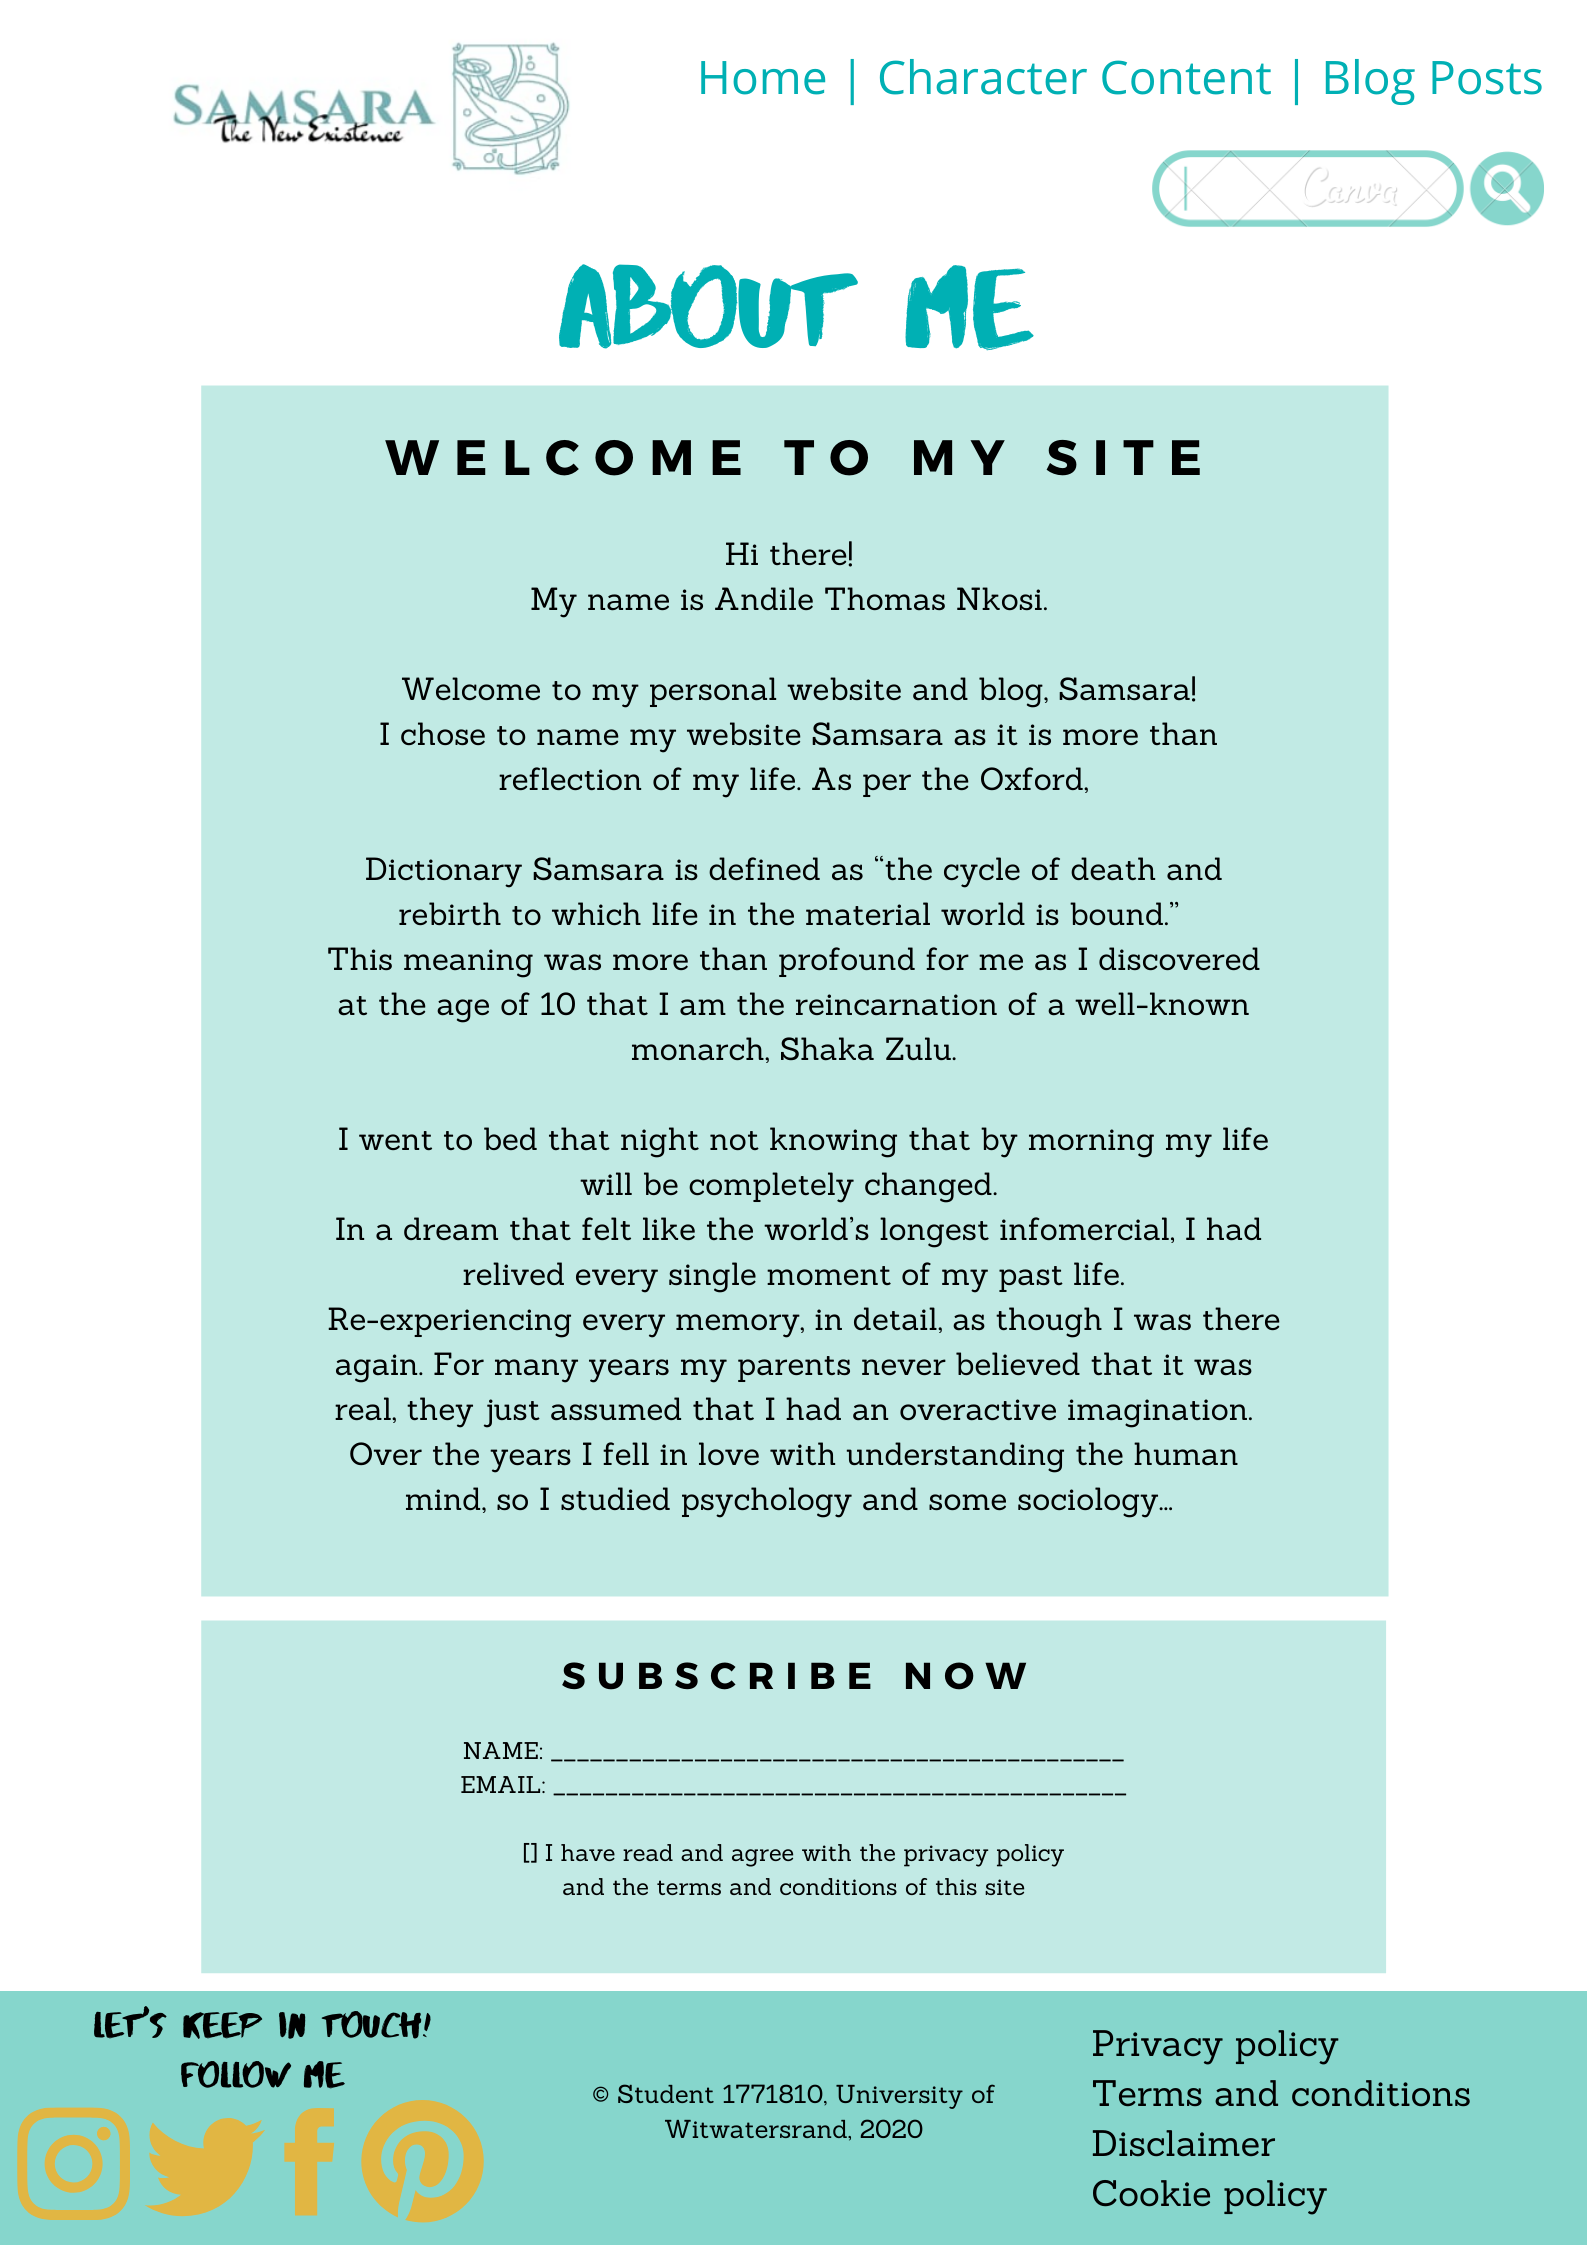 SAMSARA
The New Existence
Home | Character Content | Blog Posts
Canva
ABOUT ME
WELCOME TO MY SITE
Hi there!
My name is Andile Thomas Nkosi.
Welcome to my personal website and blog, Samsara!
I chose to name my website Samsara as it is more than
reflection of my life. As per the Oxford,
Dictionary Samsara is defined as “the cycle of death and
rebirth to which life in the material world is bound.”
This meaning was more than profound for me as I discovered
at the age of 10 that I am the reincarnation of a well-known
monarch, Shaka Zulu.
I went to bed that night not knowing that by morning my life
will be completely changed.
In a dream that felt like the world’s longest infomercial, I had
relived every single moment of my past life.
Re-experiencing every memory, in detail, as though I was there
again. For many years my parents never believed that it was
real, they just assumed that I had an overactive imagination.
Over the years I fell in love with understanding the human
mind, so I studied psychology and some sociology...
SUBSCRIBE NOW
NAME: ____________________________________________
EMAIL: ____________________________________________
[] I have read and agree with the privacy policy
and the terms and conditions of this site
LET'S KEEP IN TOUCH!
FOLLOW ME
© Student 1771810, University of
Witwatersrand, 2020
Privacy policy
Terms and conditions
Disclaimer
Cookie policy